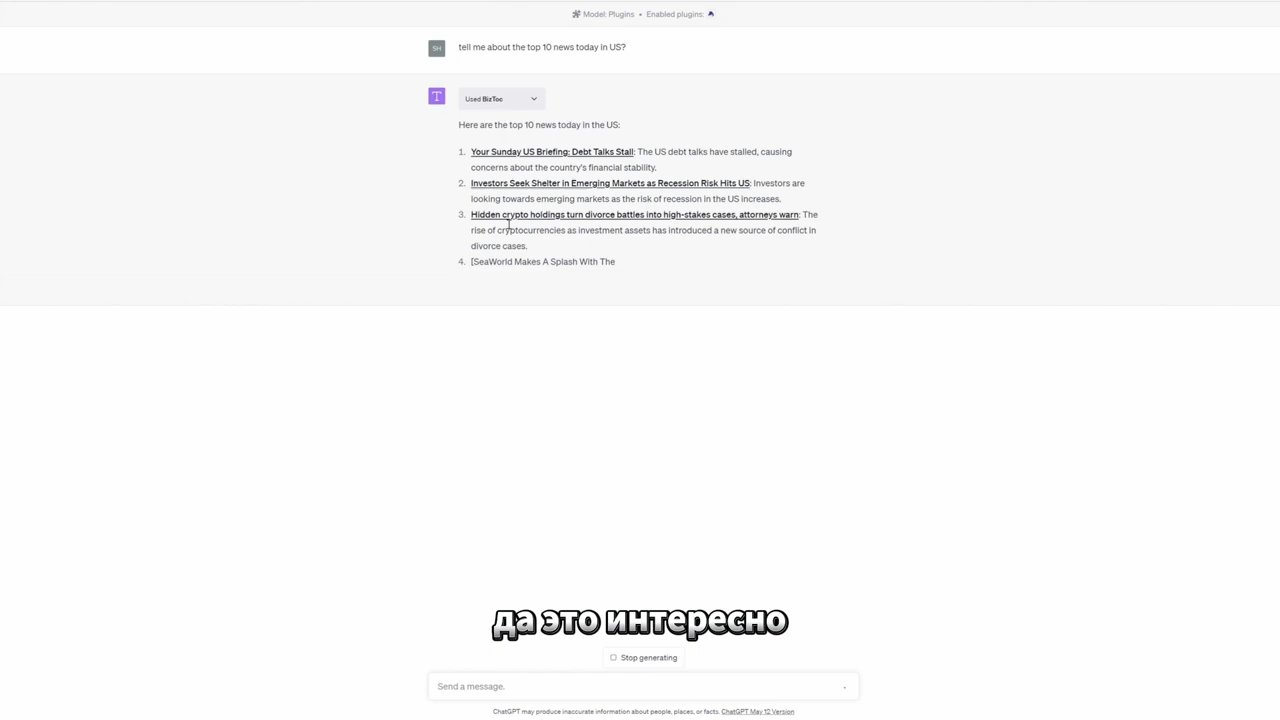 Model: Plugins • Enabled plugins:
SH
tell me about the top 10 news today in US?
T
Used BizToc
Here are the top 10 news today in the US:
1. Your Sunday US Briefing: Debt Talks Stall: The US debt talks have stalled, causing
concerns about the country's financial stability.
2. Investors Seek Shelter in Emerging Markets as Recession Risk Hits US: Investors are
looking towards emerging markets as the risk of recession in the US increases.
3. Hidden crypto holdings turn divorce battles into high-stakes cases, attorneys warn: The
rise of cryptocurrencies as investment assets has introduced a new source of conflict in
divorce cases.
4. [SeaWorld Makes A Splash With The
да это интересно
Stop generating
Send a message.
ChatGPT may produce inaccurate information about people, places, or facts. ChatGPT May 12 Version